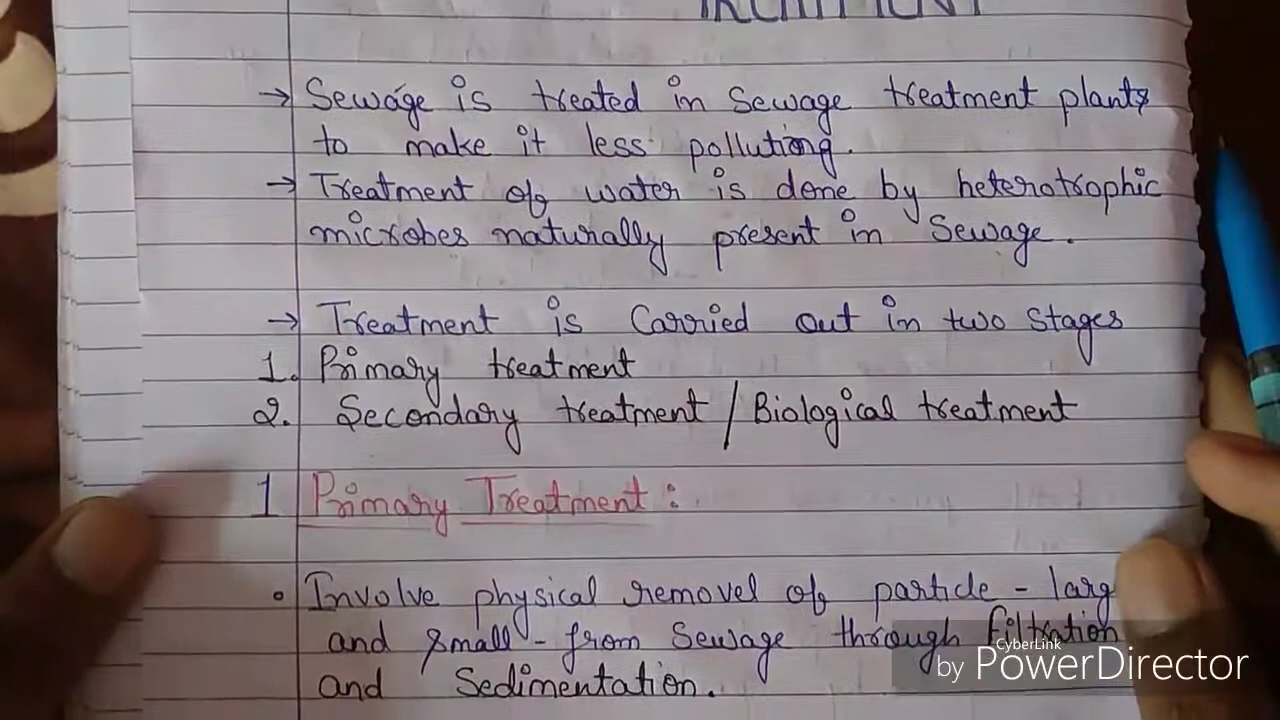 TREATMENT
→ Sewage is treated in Sewage treatment plants
to make it less polluting.
→ Treatment of water is done by heterotrophic
microbes naturally present in Sewage.
→ Treatment is Carried out in two stages
1. Primary treatment
2. Secondary treatment / Biological treatment
1 Primary Treatment :
• Involve physical removel of particle - larg
and small - from Sewage through filtration
and Sedimentation.
CyberLink
by PowerDirector